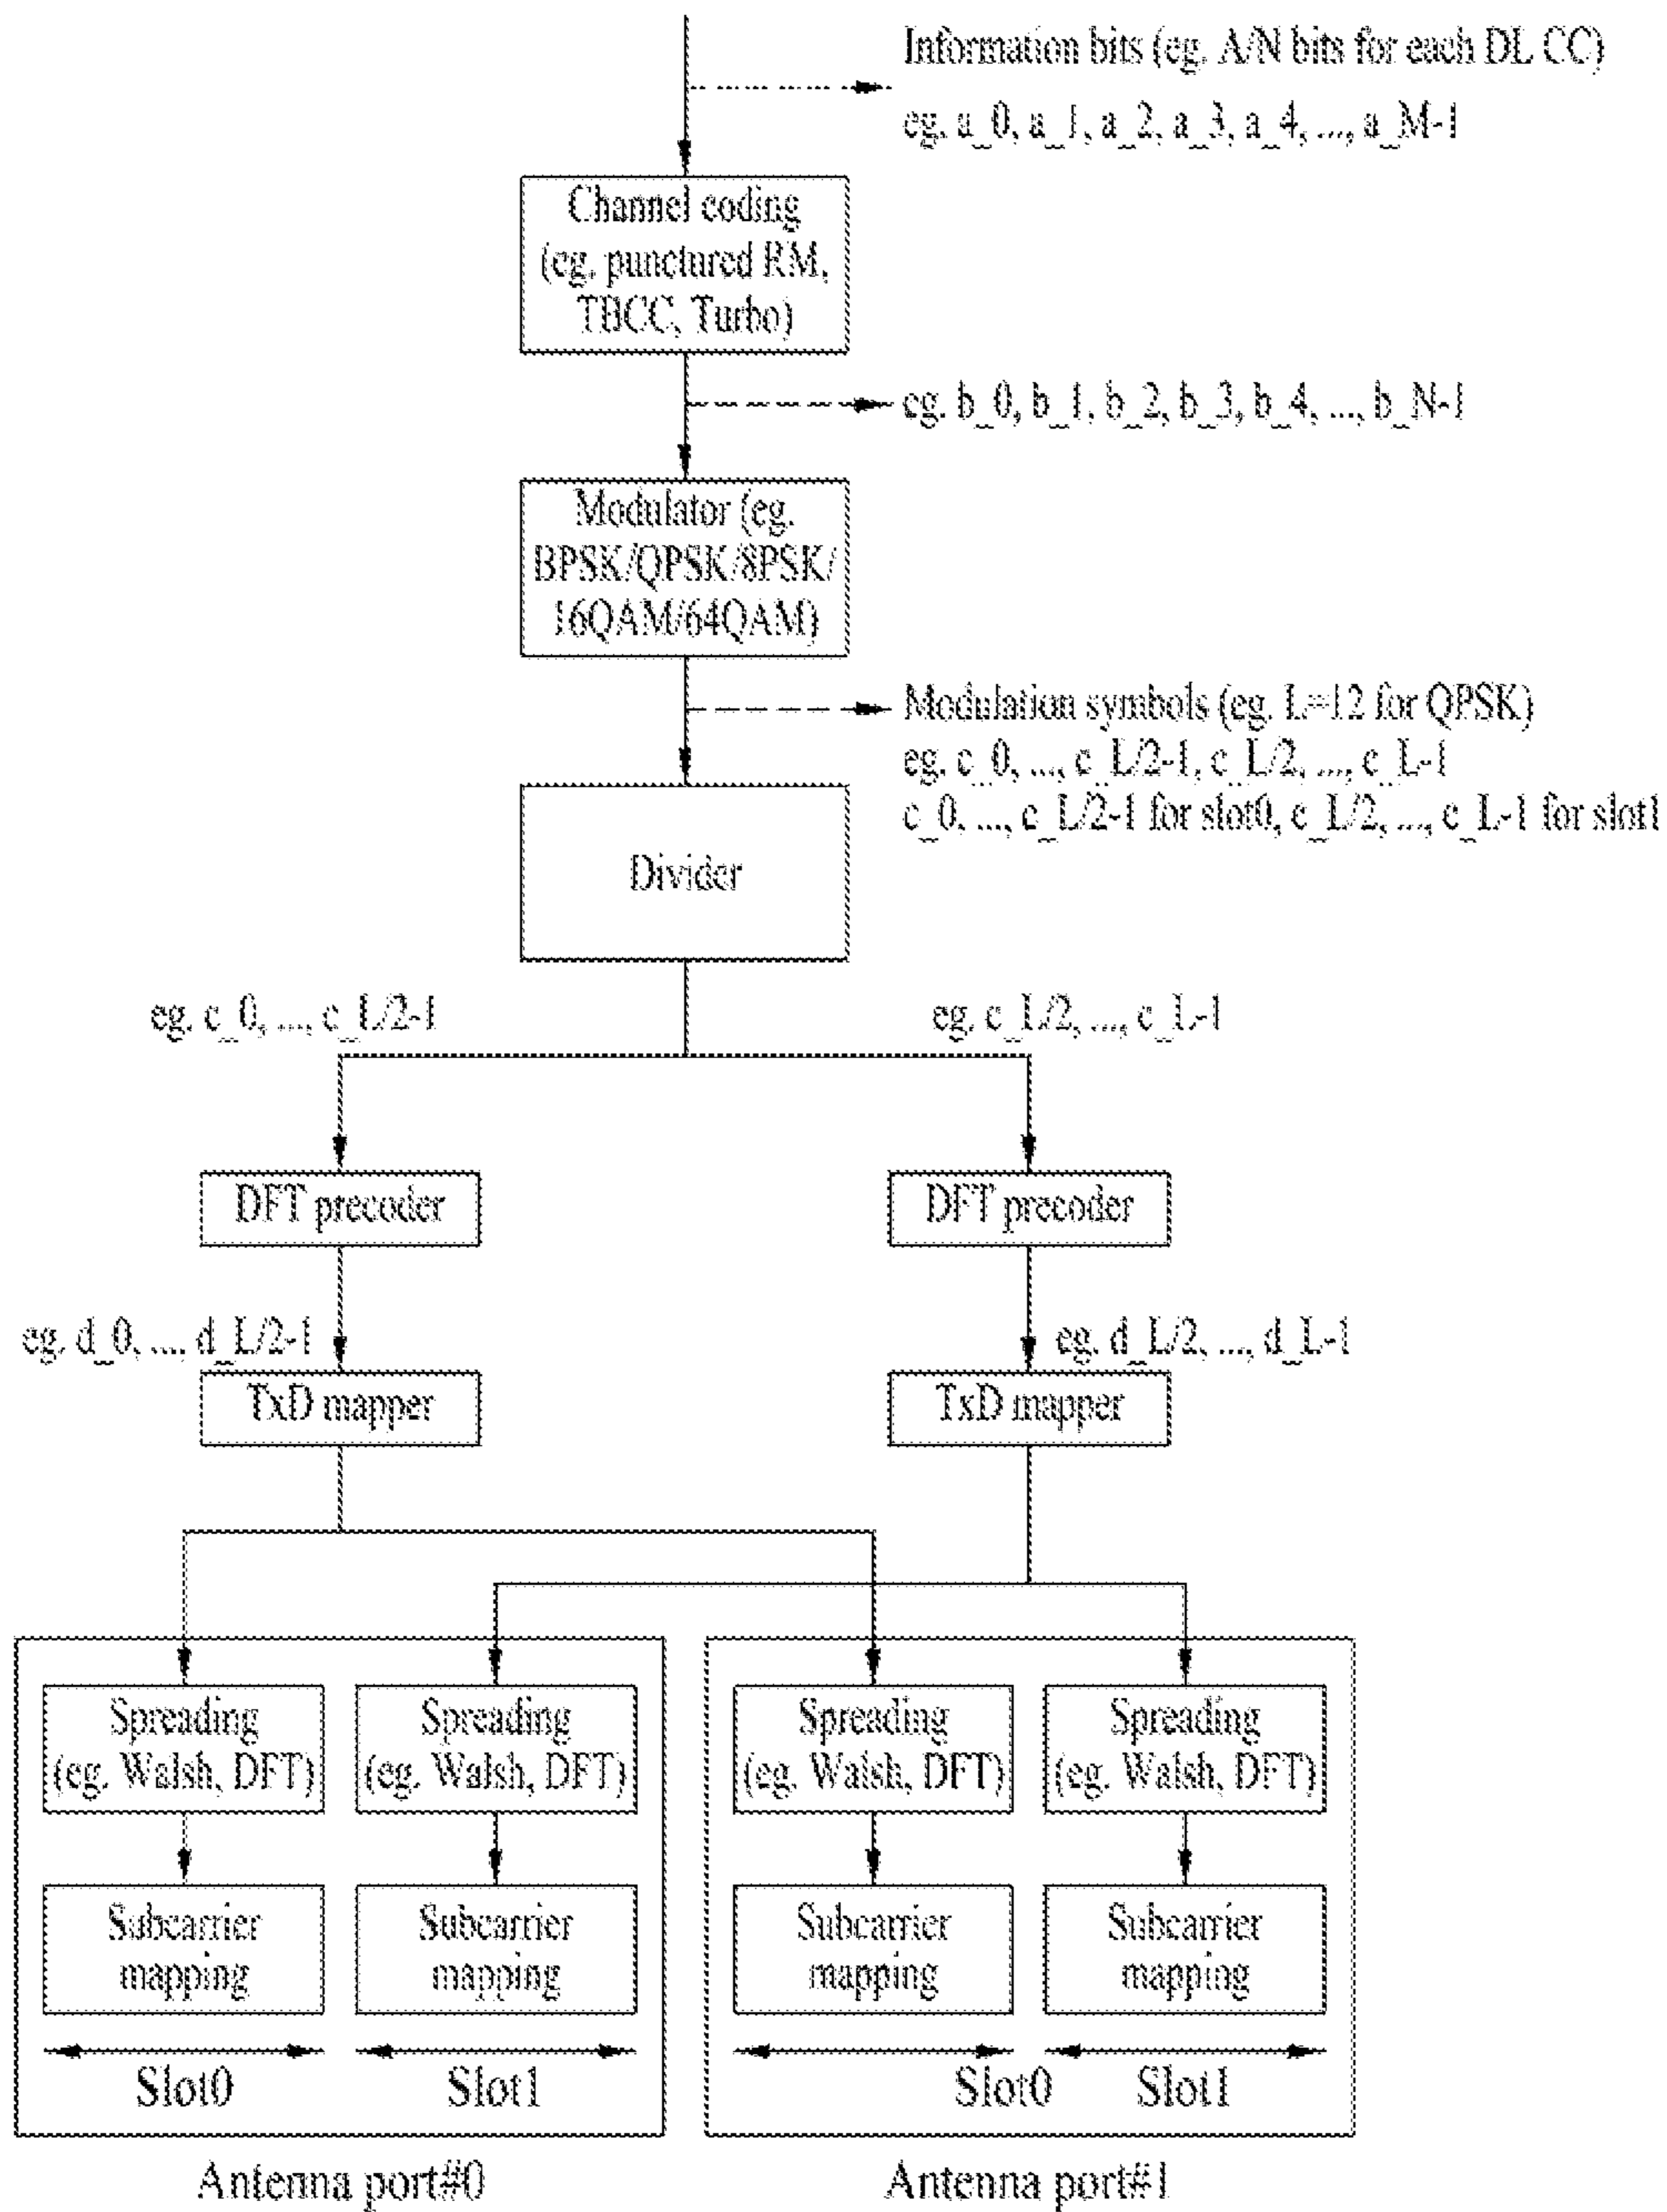 Information bits (eg. A/N bits for each DL CC)
eg. a_0, a_1, a_2, a_3, a_4, ..., a_M-1
Channel coding
(eg. punctured RM,
TBCC, Turbo)
eg. b_0, b_1, b_2, b_3, b_4, ..., b_N-1
Modulator (eg.
BPSK/QPSK/8PSK/
16QAM/64QAM)
Modulation symbols (eg. L=12 for QPSK)
eg. c_0, ..., c_L/2-1, c_L/2, ..., c_L-1
c_0, ..., c_L/2-1 for slot0, c_L/2, ..., c_L-1 for slot1
Divider
eg. c_0, ..., c_L/2-1
eg. c_L/2, ..., c_L-1
DFT precoder
DFT precoder
eg. d_0, ..., d_L/2-1
eg. d_L/2, ..., d_L-1
TxD mapper
TxD mapper
Spreading
(eg. Walsh, DFT)
Spreading
(eg. Walsh, DFT)
Spreading
(eg. Walsh, DFT)
Spreading
(eg. Walsh, DFT)
Subcarrier
mapping
Subcarrier
mapping
Subcarrier
mapping
Subcarrier
mapping
Slot0
Slot1
Slot0
Slot1
Antenna port#0
Antenna port#1